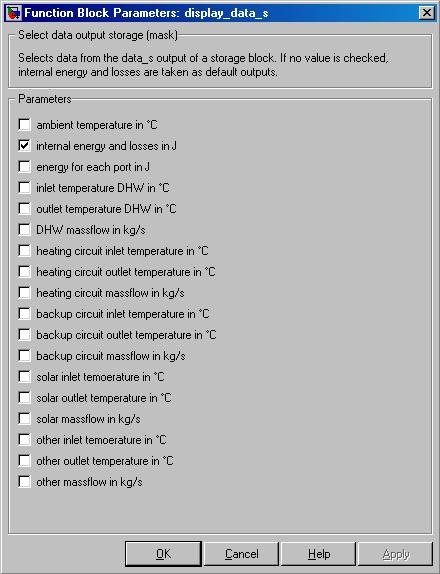 Function Block Parameters: display_data_s
Select data output storage (mask)
Selects data from the data_s output of a storage block. If no value is checked,
internal energy and losses are taken as default outputs.
Parameters
ambient temperature in °C
internal energy and losses in J
energy for each port in J
inlet temperature DHW in °C
outlet temperature DHW in °C
DHW massflow in kg/s
heating circuit inlet temperature in °C
heating circuit outlet temperature in °C
heating circuit massflow in kg/s
backup circuit inlet temperature in °C
backup circuit outlet temperature in °C
backup circuit massflow in kg/s
solar inlet temoerature in °C
solar outlet temperature in °C
solar massflow in kg/s
other inlet temoerature in °C
other outlet temperature in °C
other massflow in kg/s
OK Cancel Help Apply